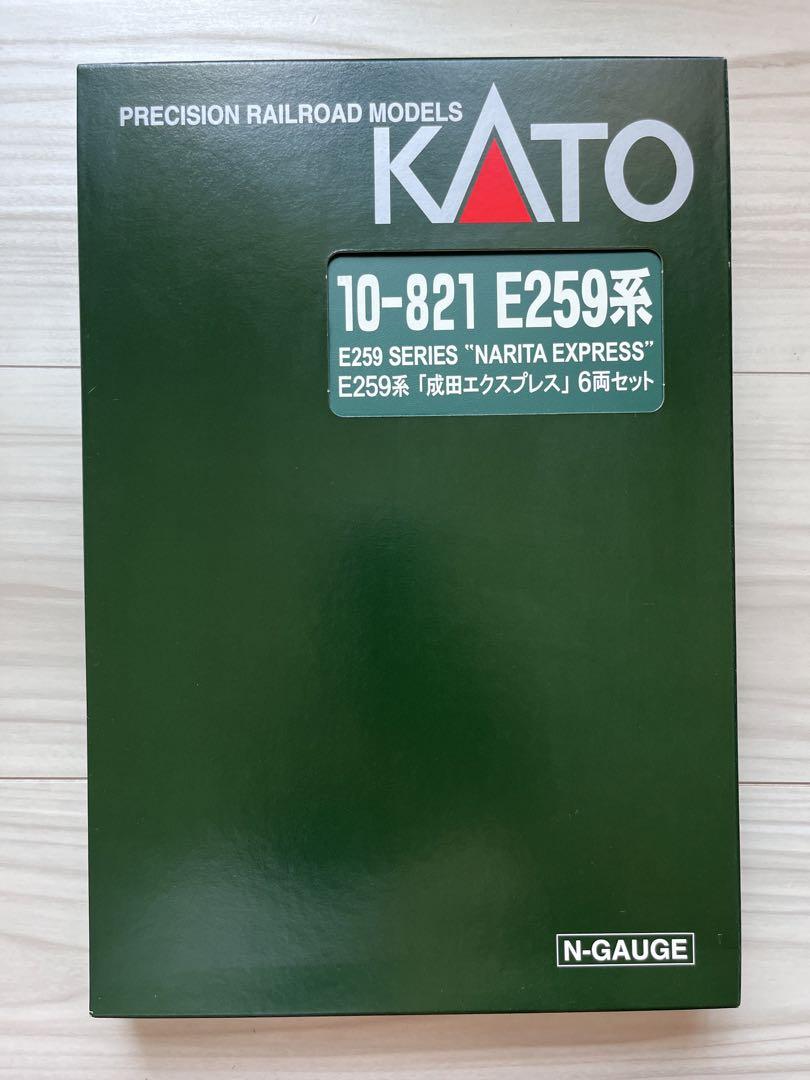 PRECISION RAILROAD MODELS
KATO
10-821 E259系
E259 SERIES “NARITA EXPRESS”
E259系「成田エクスプレス」6両セット
N-GAUGE